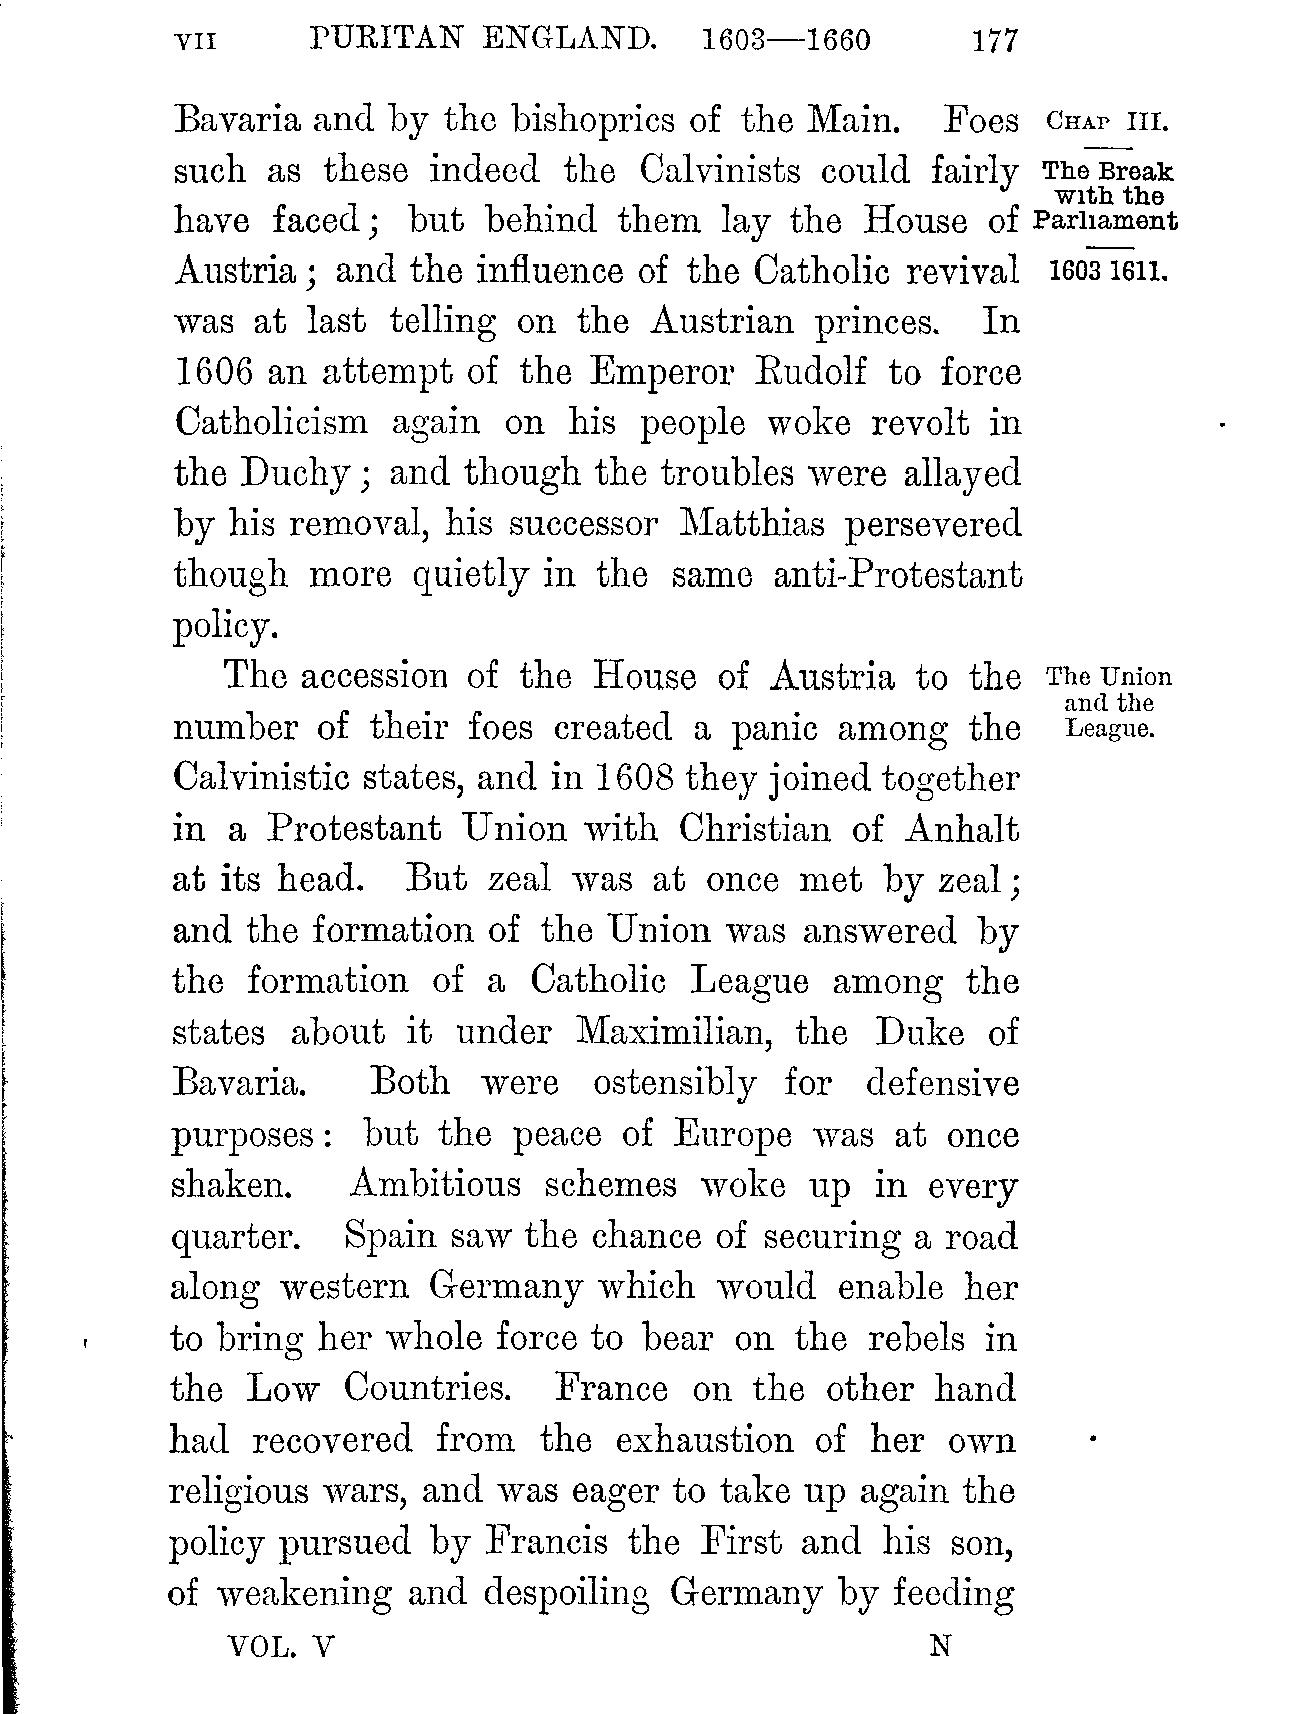 VII PURITAN ENGLAND. 1603—1660 177
Bavaria and by the bishoprics of the Main. Foes
such as these indeed the Calvinists could fairly
have faced; but behind them lay the House of
Austria; and the influence of the Catholic revival
was at last telling on the Austrian princes. In
1606 an attempt of the Emperor Rudolf to force
Catholicism again on his people woke revolt in
the Duchy; and though the troubles were allayed
by his removal, his successor Matthias persevered
though more quietly in the same anti-Protestant
policy.
CHAP III.
The Break
with the
Parliament
1603 1611.
The accession of the House of Austria to the
number of their foes created a panic among the
Calvinistic states, and in 1608 they joined together
in a Protestant Union with Christian of Anhalt
at its head. But zeal was at once met by zeal;
and the formation of the Union was answered by
the formation of a Catholic League among the
states about it under Maximilian, the Duke of
Bavaria. Both were ostensibly for defensive
purposes: but the peace of Europe was at once
shaken. Ambitious schemes woke up in every
quarter. Spain saw the chance of securing a road
along western Germany which would enable her
to bring her whole force to bear on the rebels in
the Low Countries. France on the other hand
had recovered from the exhaustion of her own
religious wars, and was eager to take up again the
policy pursued by Francis the First and his son,
of weakening and despoiling Germany by feeding
The Union
and the
League.
VOL. V N